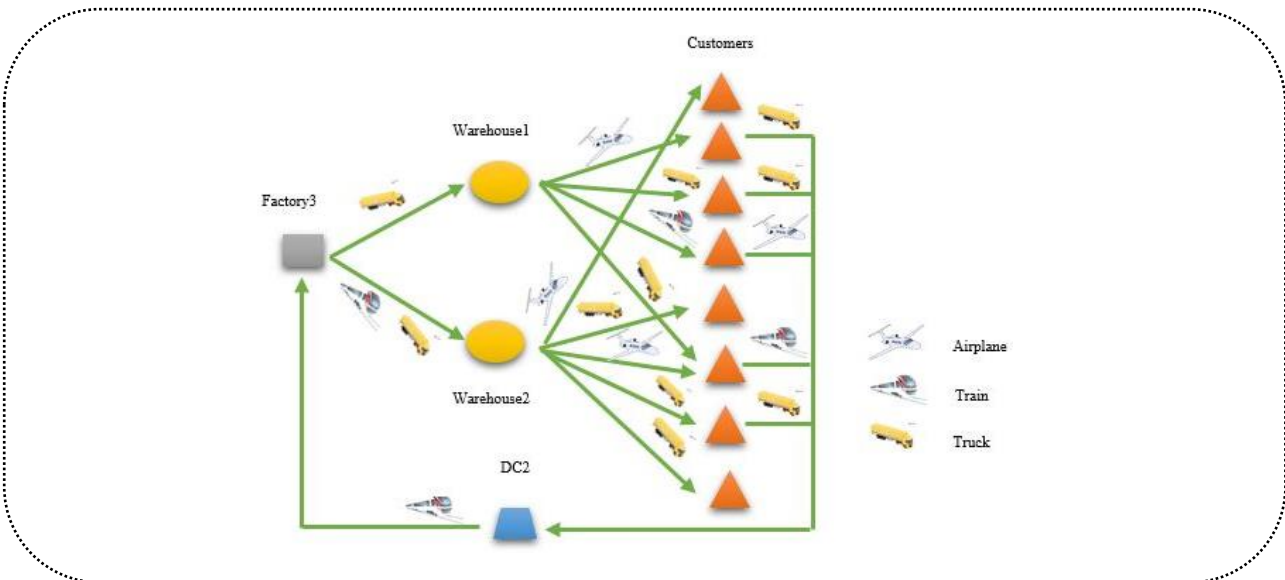 Customers
Warehouse1
Factory3
Warehouse2
DC2
Airplane
Train
Truck